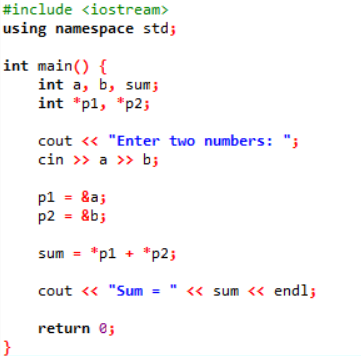 #include <iostream>
using namespace std;
int main() {
    int a, b, sum;
    int *p1, *p2;
    cout << "Enter two numbers: ";
    cin >> a >> b;
    p1 = &a;
    p2 = &b;
    sum = *p1 + *p2;
    cout << "Sum = " << sum << endl;
    return 0;
}